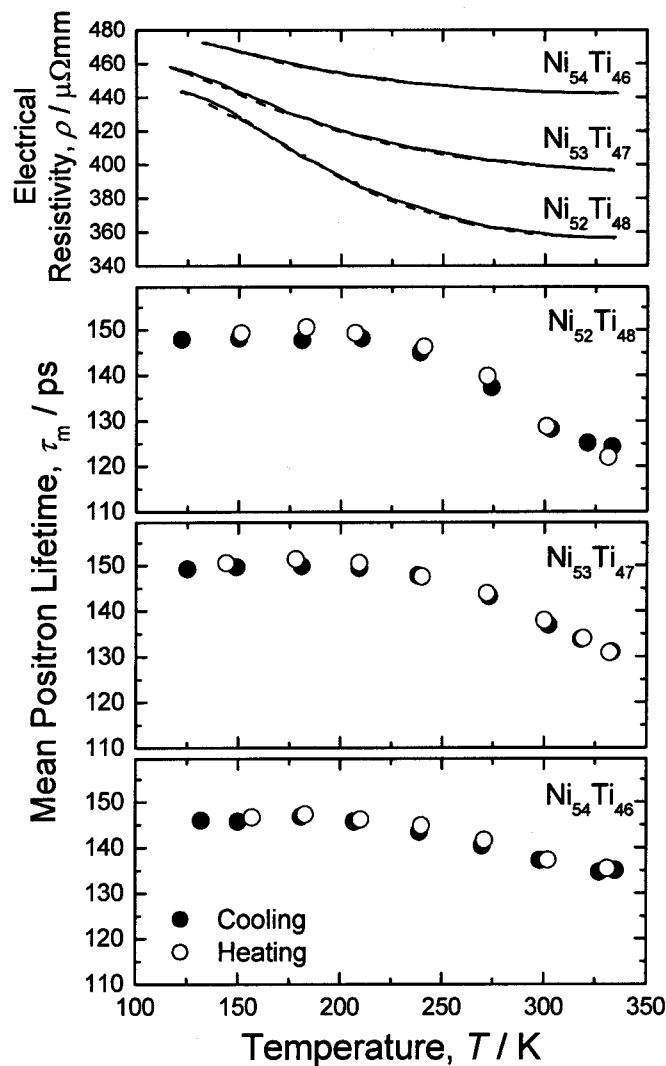 480
460
440
420
400
380
360
340
Electrical
Resistivity, ρ / μΩmm
Ni54Ti46
Ni53Ti47
Ni52Ti48
Mean Positron Lifetime, τm / ps
150
140
130
120
110
Ni52Ti48
150
140
130
120
110
Ni53Ti47
150
140
130
120
110
Ni54Ti46
Cooling
Heating
100 150 200 250 300 350
Temperature, T / K